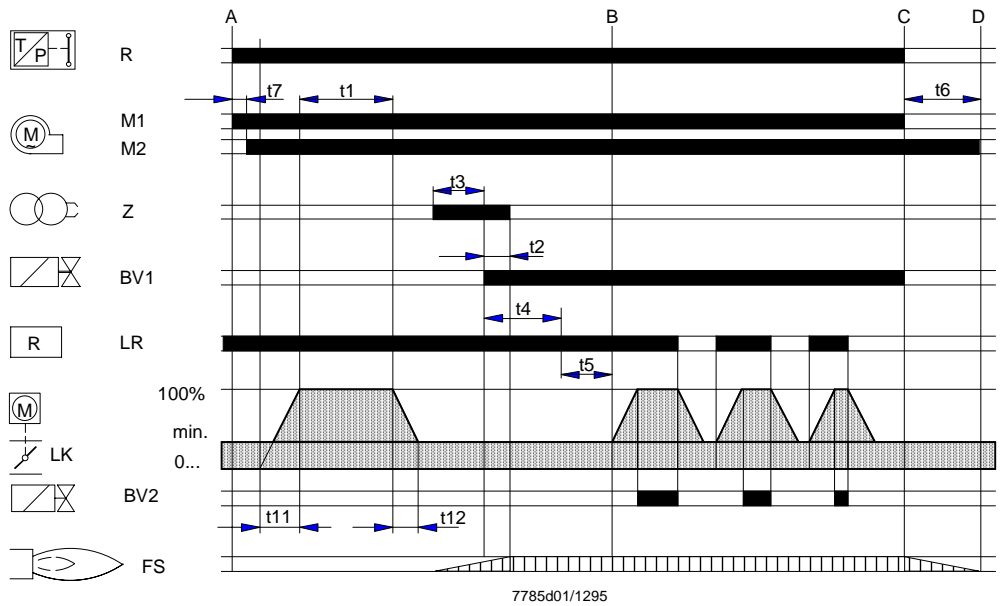 A B C D
T P R
t7 t1 t6
M1
M ~ M2
t3
Z
t2
BV1
t4
R LR
t5
100%
M
min.
LK
0...
BV2
t11 t12
FS
7785d01/1295